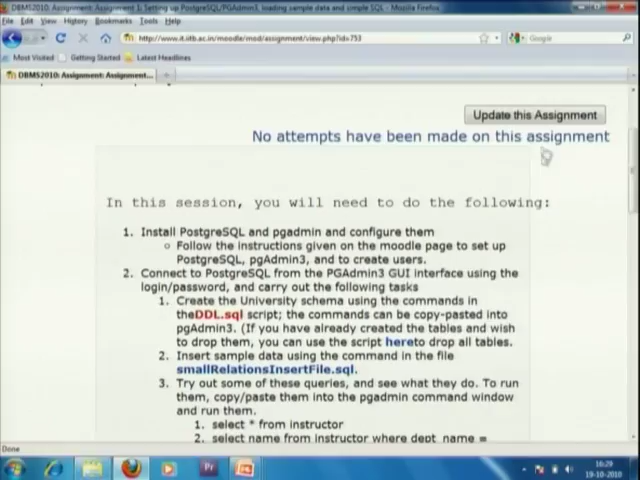 DBMS2010: Assignment: Assignment 1: Setting up PostgreSQL/PGAdmin3, loading sample data and simple SQL - Mozilla Firefox
File Edit View History Bookmarks Tools Help
http://www.it.iitb.ac.in/moodle/mod/assignment/view.php?id=753
Google
Most Visited Getting Started Latest Headlines
DBMS2010: Assignment: Assignment...
Update this Assignment
No attempts have been made on this assignment
In this session, you will need to do the following:
1. Install PostgreSQL and pgadmin and configure them
Follow the instructions given on the moodle page to set up
PostgreSQL, pgAdmin3, and to create users.
2. Connect to PostgreSQL from the PGAdmin3 GUI interface using the
login/password, and carry out the following tasks
1. Create the University schema using the commands in
theDDL.sql script; the commands can be copy-pasted into
pgAdmin3. (If you have already created the tables and wish
to drop them, you can use the script hereto drop all tables.
2. Insert sample data using the command in the file
smallRelationsInsertFile.sql.
3. Try out some of these queries, and see what they do. To run
them, copy/paste them into the pgadmin command window
and run them.
1. select * from instructor
2. select name from instructor where dept_name =
Done
Pr
16:29
19-10-2010